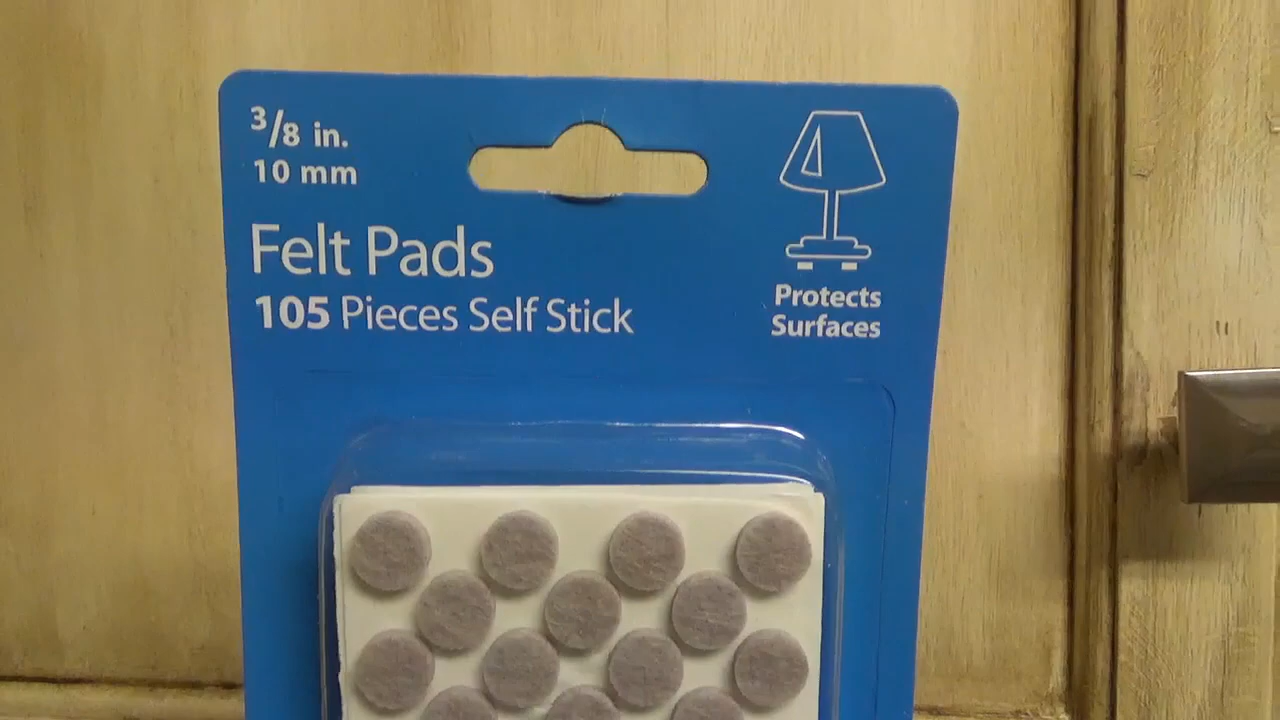 3/8 in.
10 mm
Felt Pads
105 Pieces Self Stick
Protects
Surfaces